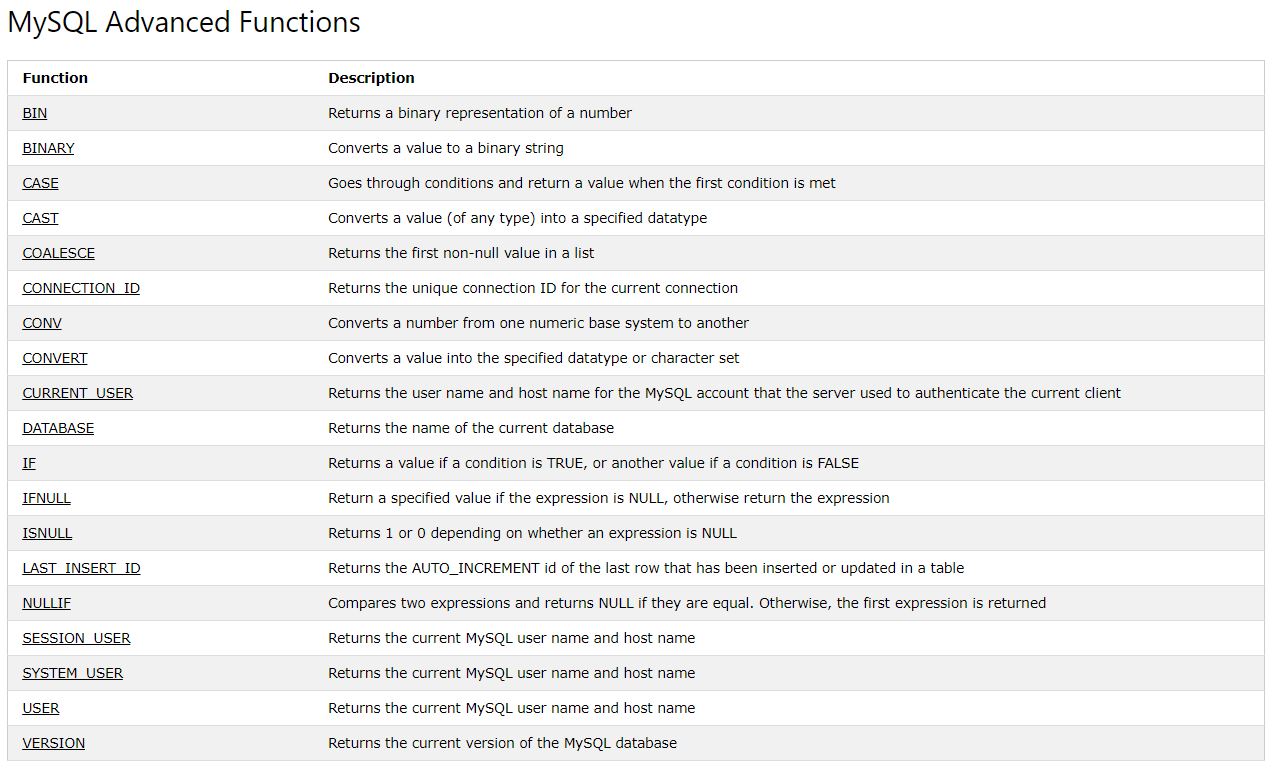 MySQL Advanced Functions
Function Description
BIN Returns a binary representation of a number
BINARY Converts a value to a binary string
CASE Goes through conditions and return a value when the first condition is met
CAST Converts a value (of any type) into a specified datatype
COALESCE Returns the first non-null value in a list
CONNECTION_ID Returns the unique connection ID for the current connection
CONV Converts a number from one numeric base system to another
CONVERT Converts a value into the specified datatype or character set
CURRENT_USER Returns the user name and host name for the MySQL account that the server used to authenticate the current client
DATABASE Returns the name of the current database
IF Returns a value if a condition is TRUE, or another value if a condition is FALSE
IFNULL Return a specified value if the expression is NULL, otherwise return the expression
ISNULL Returns 1 or 0 depending on whether an expression is NULL
LAST_INSERT_ID Returns the AUTO_INCREMENT id of the last row that has been inserted or updated in a table
NULLIF Compares two expressions and returns NULL if they are equal. Otherwise, the first expression is returned
SESSION_USER Returns the current MySQL user name and host name
SYSTEM_USER Returns the current MySQL user name and host name
USER Returns the current MySQL user name and host name
VERSION Returns the current version of the MySQL database